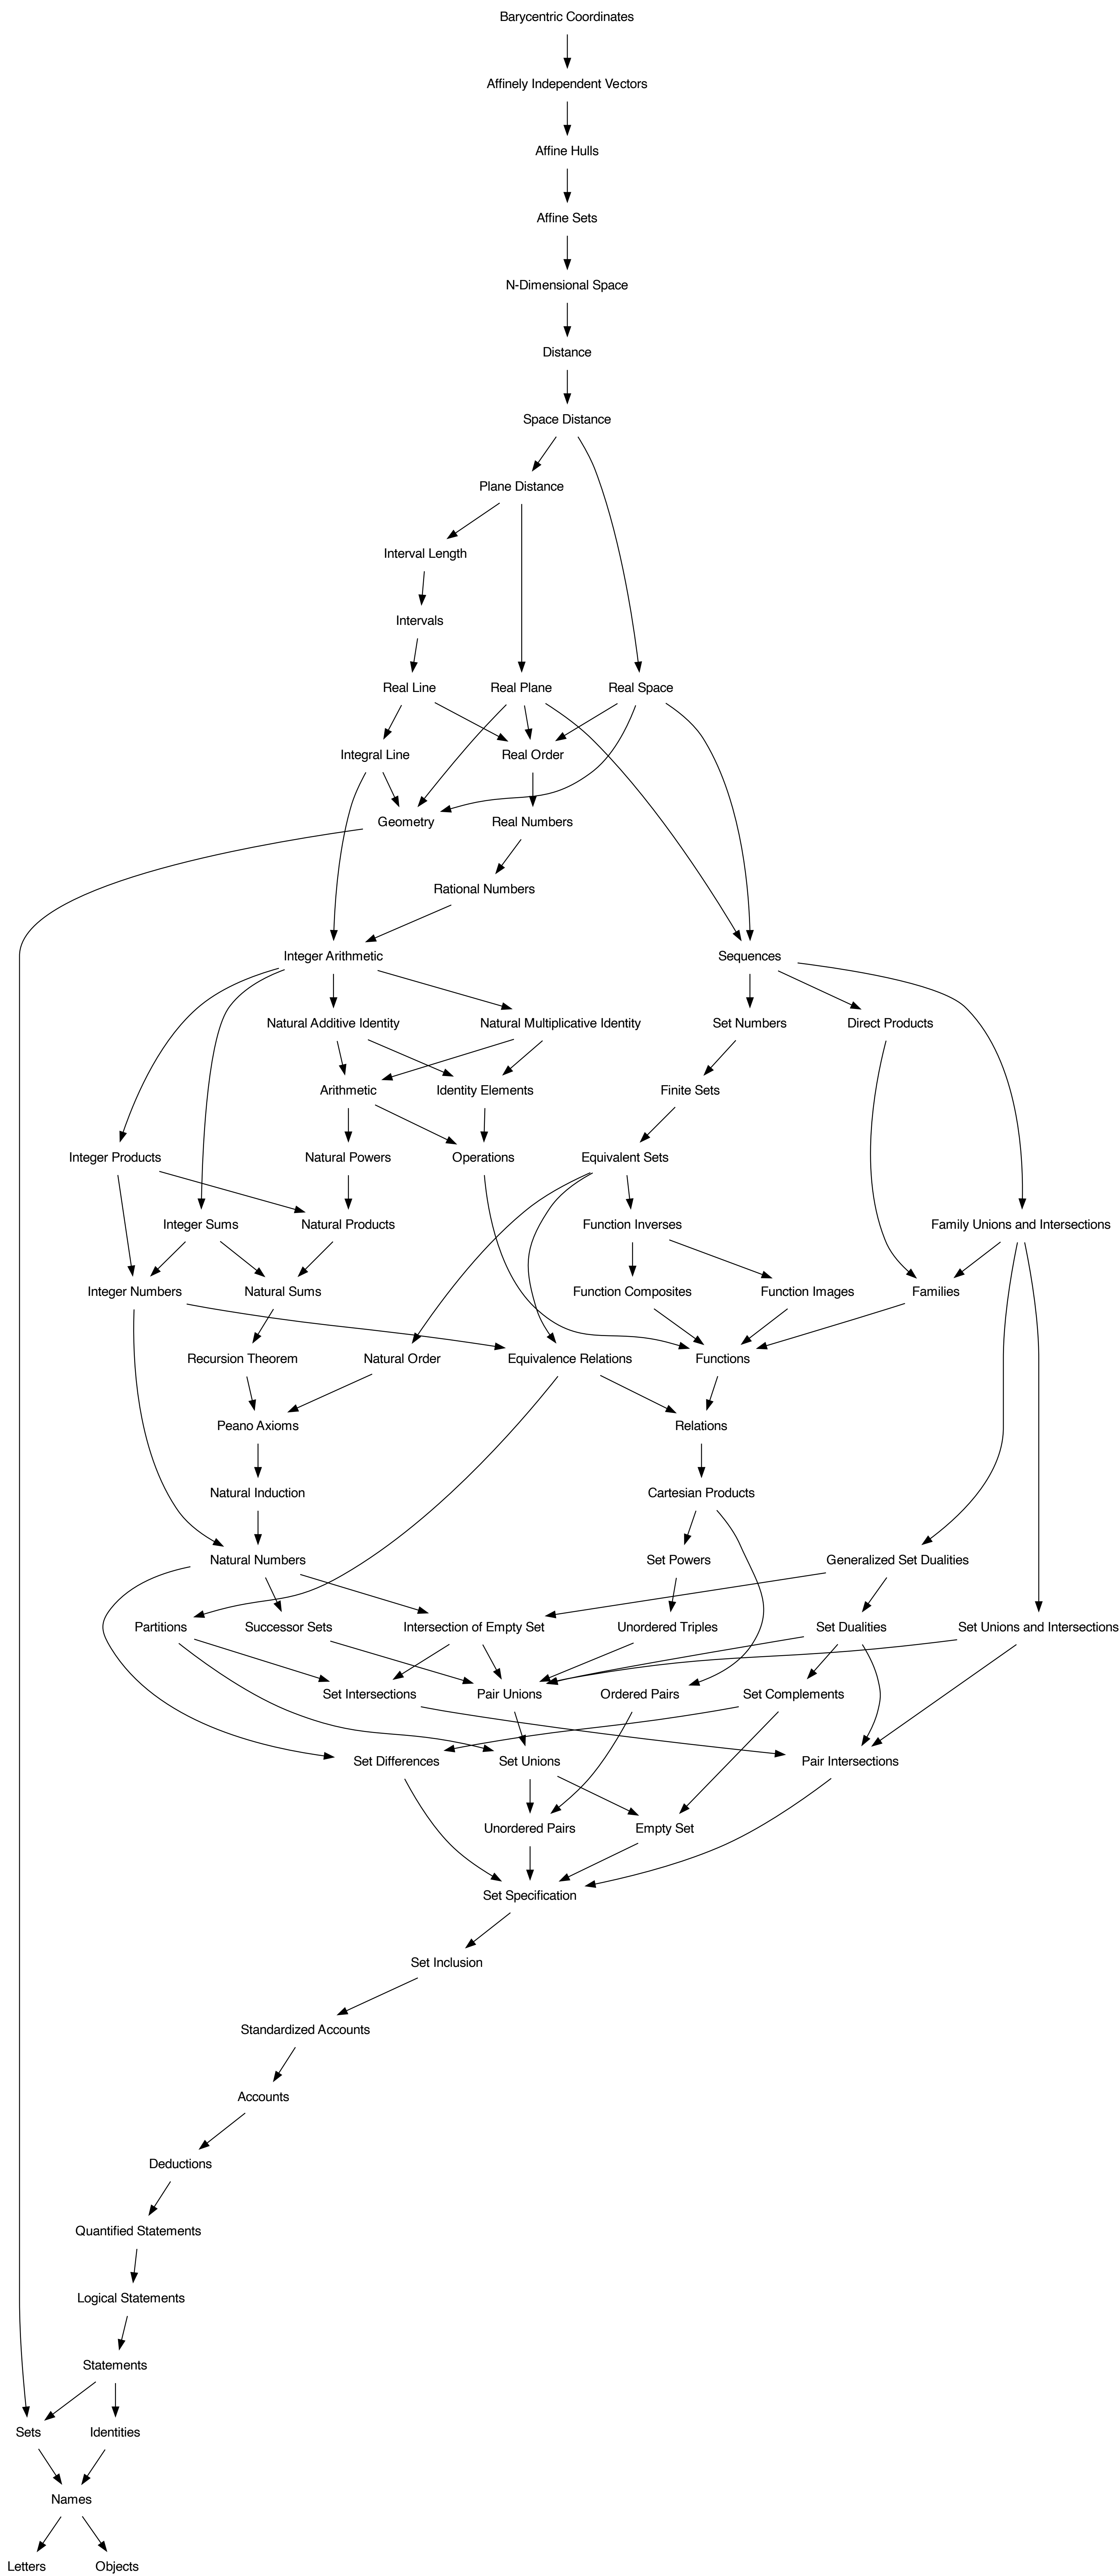 Barycentric Coordinates
Affinely Independent Vectors
Affine Hulls
Affine Sets
N-Dimensional Space
Distance
Space Distance
Plane Distance
Interval Length
Intervals
Real Line
Real Plane
Real Space
Integral Line
Real Order
Geometry
Real Numbers
Rational Numbers
Integer Arithmetic
Sequences
Natural Additive Identity
Natural Multiplicative Identity
Set Numbers
Direct Products
Arithmetic
Identity Elements
Finite Sets
Integer Products
Natural Powers
Operations
Equivalent Sets
Integer Sums
Natural Products
Function Inverses
Family Unions and Intersections
Integer Numbers
Natural Sums
Function Composites
Function Images
Families
Recursion Theorem
Natural Order
Equivalence Relations
Functions
Peano Axioms
Relations
Natural Induction
Cartesian Products
Natural Numbers
Set Powers
Generalized Set Dualities
Partitions
Successor Sets
Intersection of Empty Set
Unordered Triples
Set Dualities
Set Unions and Intersections
Set Intersections
Pair Unions
Ordered Pairs
Set Complements
Set Differences
Set Unions
Pair Intersections
Unordered Pairs
Empty Set
Set Specification
Set Inclusion
Standardized Accounts
Accounts
Deductions
Quantified Statements
Logical Statements
Statements
Sets
Identities
Names
Letters
Objects